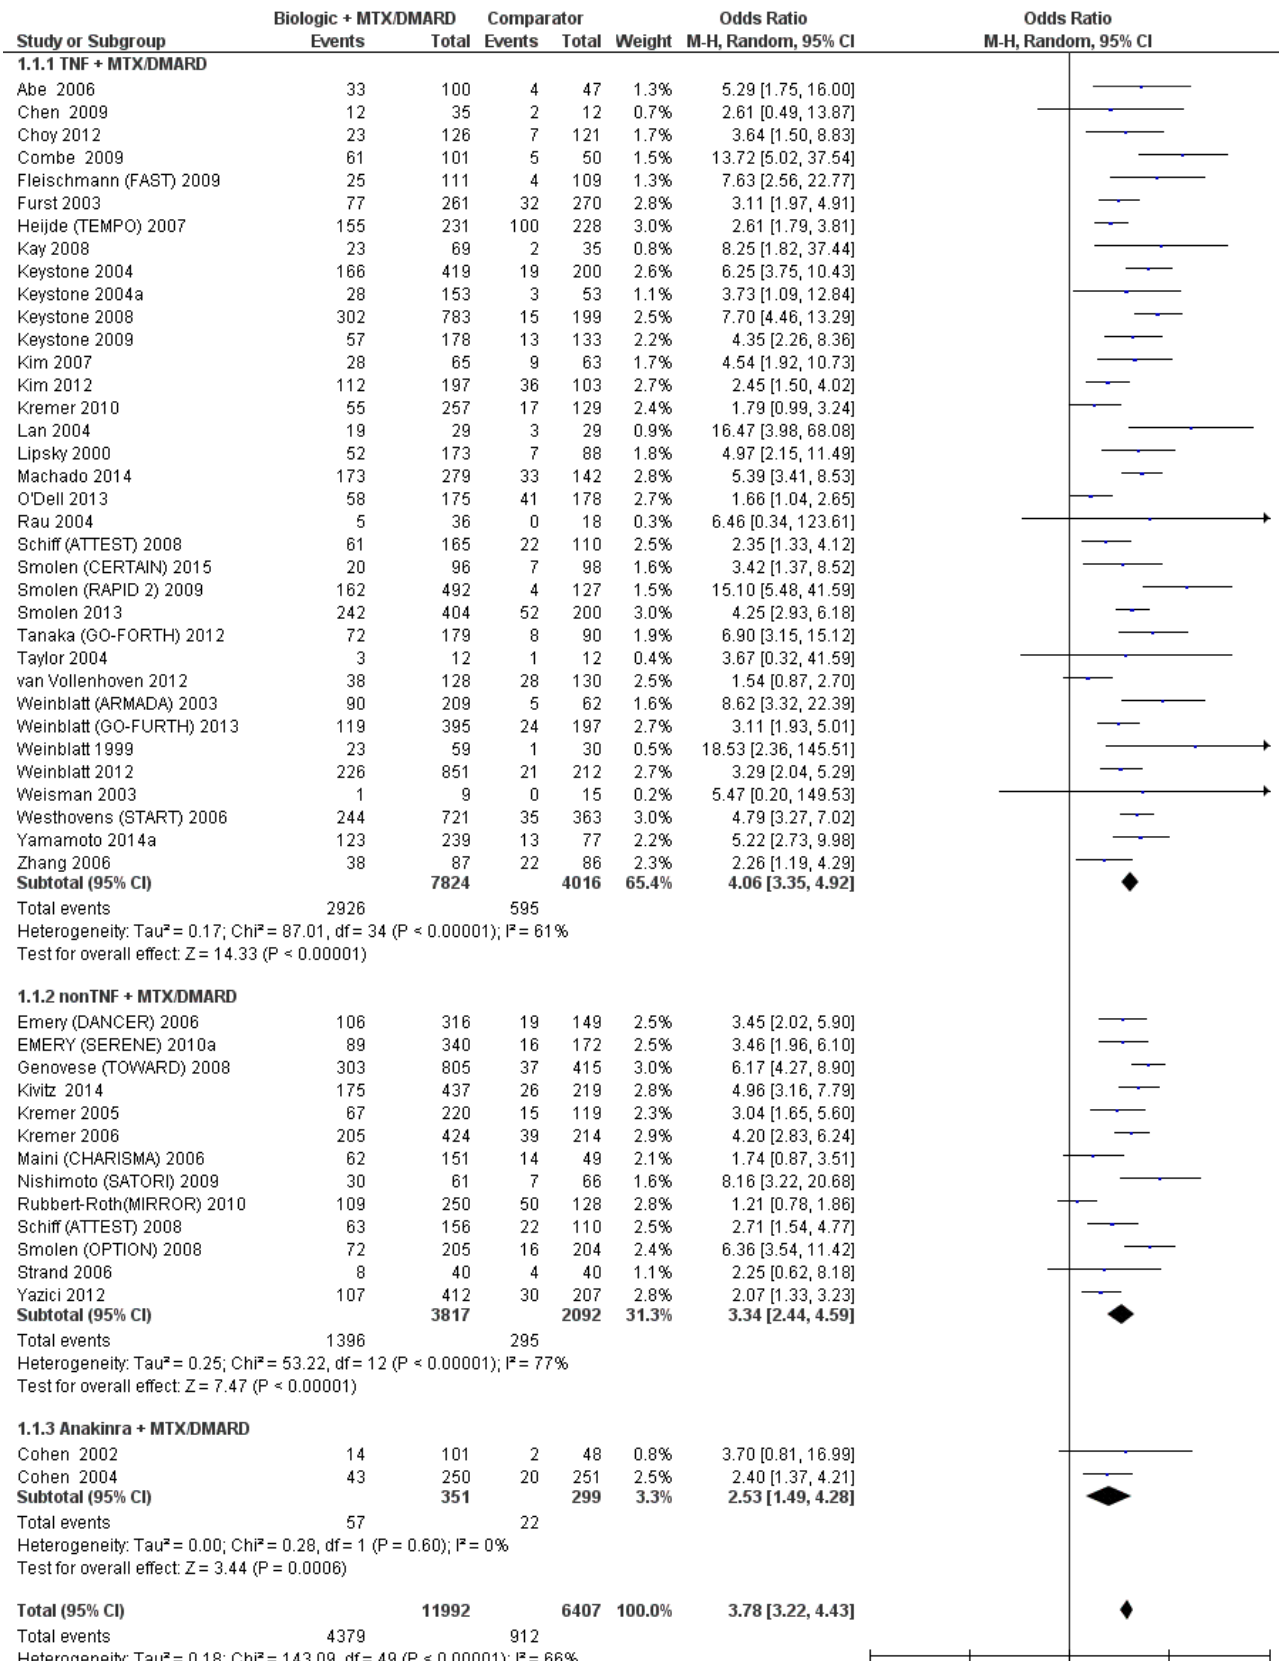 Biologic + MTX/DMARD Comparator Odds Ratio Odds Ratio
Study or Subgroup Events Total Events Total Weight M-H, Random, 95% CI M-H, Random, 95% CI
1.1.1 TNF + MTX/DMARD
Abe 2006 33 100 4 47 1.3% 5.29 [1.75, 16.00]
Chen 2009 12 35 2 12 0.7% 2.61 [0.49, 13.87]
Choy 2012 23 126 7 121 1.7% 3.64 [1.50, 8.83]
Combe 2009 61 101 5 50 1.5% 13.72 [5.02, 37.54]
Fleischmann (FAST) 2009 25 111 4 109 1.3% 7.63 [2.56, 22.77]
Furst 2003 77 261 32 270 2.8% 3.11 [1.97, 4.91]
Heijde (TEMPO) 2007 155 231 100 228 3.0% 2.61 [1.79, 3.81]
Kay 2008 23 69 2 35 0.8% 8.25 [1.82, 37.44]
Keystone 2004 166 419 19 200 2.6% 6.25 [3.75, 10.43]
Keystone 2004a 28 153 3 53 1.1% 3.73 [1.09, 12.84]
Keystone 2008 302 783 15 199 2.5% 7.70 [4.46, 13.29]
Keystone 2009 57 178 13 133 2.2% 4.35 [2.26, 8.36]
Kim 2007 28 65 9 63 1.7% 4.54 [1.92, 10.73]
Kim 2012 112 197 36 103 2.7% 2.45 [1.50, 4.02]
Kremer 2010 55 257 17 129 2.4% 1.79 [0.99, 3.24]
Lan 2004 19 29 3 29 0.9% 16.47 [3.98, 68.08]
Lipsky 2000 52 173 7 88 1.8% 4.97 [2.15, 11.49]
Machado 2014 173 279 33 142 2.8% 5.39 [3.41, 8.53]
O'Dell 2013 58 175 41 178 2.7% 1.66 [1.04, 2.65]
Rau 2004 5 36 0 18 0.3% 6.46 [0.34, 123.61]
Schiff (ATTEST) 2008 61 165 22 110 2.5% 2.35 [1.33, 4.12]
Smolen (CERTAIN) 2015 20 96 7 98 1.6% 3.42 [1.37, 8.52]
Smolen (RAPID 2) 2009 162 492 4 127 1.5% 15.10 [5.48, 41.59]
Smolen 2013 242 404 52 200 3.0% 4.25 [2.93, 6.18]
Tanaka (GO-FORTH) 2012 72 179 8 90 1.9% 6.90 [3.15, 15.12]
Taylor 2004 3 12 1 12 0.4% 3.67 [0.32, 41.59]
van Vollenhoven 2012 38 128 28 130 2.5% 1.54 [0.87, 2.70]
Weinblatt (ARMADA) 2003 90 209 5 62 1.6% 8.62 [3.32, 22.39]
Weinblatt (GO-FURTH) 2013 119 395 24 197 2.7% 3.11 [1.93, 5.01]
Weinblatt 1999 23 59 1 30 0.5% 18.53 [2.36, 145.51]
Weinblatt 2012 226 851 21 212 2.7% 3.29 [2.04, 5.29]
Weisman 2003 1 9 0 15 0.2% 5.47 [0.20, 149.53]
Westhovens (START) 2006 244 721 35 363 3.0% 4.79 [3.27, 7.02]
Yamamoto 2014a 123 239 13 77 2.2% 5.22 [2.73, 9.98]
Zhang 2006 38 87 22 86 2.3% 2.26 [1.19, 4.29]
Subtotal (95% CI) 7824 4016 65.4% 4.06 [3.35, 4.92]
Total events 2926 595
Heterogeneity: Tau² = 0.17; Chi² = 87.01, df = 34 (P < 0.00001); I² = 61%
Test for overall effect: Z = 14.33 (P < 0.00001)
1.1.2 nonTNF + MTX/DMARD
Emery (DANCER) 2006 106 316 19 149 2.5% 3.45 [2.02, 5.90]
EMERY (SERENE) 2010a 89 340 16 172 2.5% 3.46 [1.96, 6.10]
Genovese (TOWARD) 2008 303 805 37 415 3.0% 6.17 [4.27, 8.90]
Kivitz 2014 175 437 26 219 2.8% 4.96 [3.16, 7.79]
Kremer 2005 67 220 15 119 2.3% 3.04 [1.65, 5.60]
Kremer 2006 205 424 39 214 2.9% 4.20 [2.83, 6.24]
Maini (CHARISMA) 2006 62 151 14 49 2.1% 1.74 [0.87, 3.51]
Nishimoto (SATORI) 2009 30 61 7 66 1.6% 8.16 [3.22, 20.68]
Rubbert-Roth(MIRROR) 2010 109 250 50 128 2.8% 1.21 [0.78, 1.86]
Schiff (ATTEST) 2008 63 156 22 110 2.5% 2.71 [1.54, 4.77]
Smolen (OPTION) 2008 72 205 16 204 2.4% 6.36 [3.54, 11.42]
Strand 2006 8 40 4 40 1.1% 2.25 [0.62, 8.18]
Yazici 2012 107 412 30 207 2.8% 2.07 [1.33, 3.23]
Subtotal (95% CI) 3817 2092 31.3% 3.34 [2.44, 4.59]
Total events 1396 295
Heterogeneity: Tau² = 0.25; Chi² = 53.22, df = 12 (P < 0.00001); I² = 77%
Test for overall effect: Z = 7.47 (P < 0.00001)
1.1.3 Anakinra + MTX/DMARD
Cohen 2002 14 101 2 48 0.8% 3.70 [0.81, 16.99]
Cohen 2004 43 250 20 251 2.5% 2.40 [1.37, 4.21]
Subtotal (95% CI) 351 299 3.3% 2.53 [1.49, 4.28]
Total events 57 22
Heterogeneity: Tau² = 0.00; Chi² = 0.28, df = 1 (P = 0.60); I² = 0%
Test for overall effect: Z = 3.44 (P = 0.0006)
Total (95% CI) 11992 6407 100.0% 3.78 [3.22, 4.43]
Total events 4379 912
Heterogeneity: Tau² = 0.18; Chi² = 143.09, df = 49 (P < 0.00001); I² = 66%